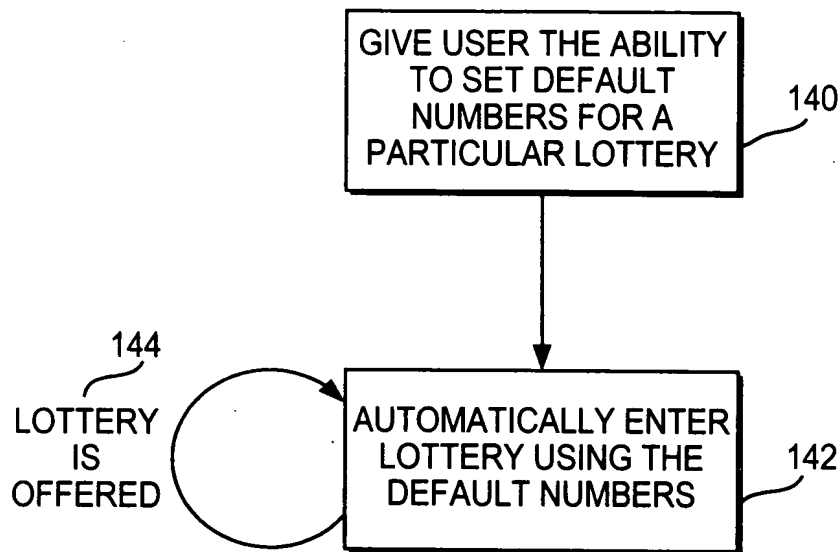 GIVE USER THE ABILITY
TO SET DEFAULT
NUMBERS FOR A
PARTICULAR LOTTERY
140
144
LOTTERY
IS
OFFERED
AUTOMATICALLY ENTER
LOTTERY USING THE
DEFAULT NUMBERS
142